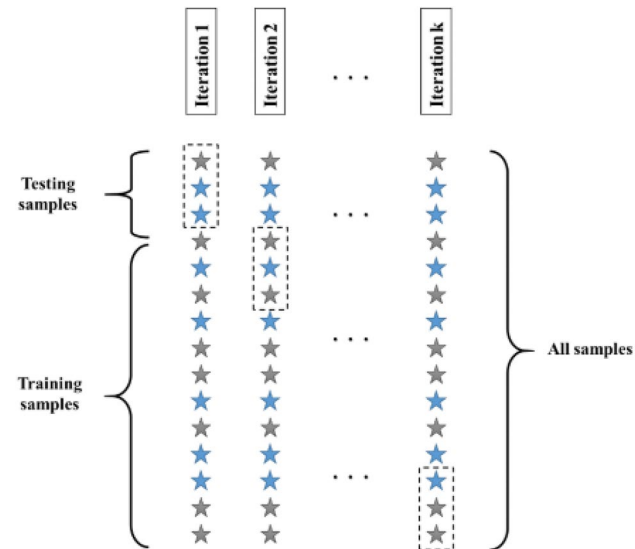 Iteration 1
Iteration 2
. . .
Iteration k
Testing
samples
. . .
. . .
All samples
Training
samples
. . .